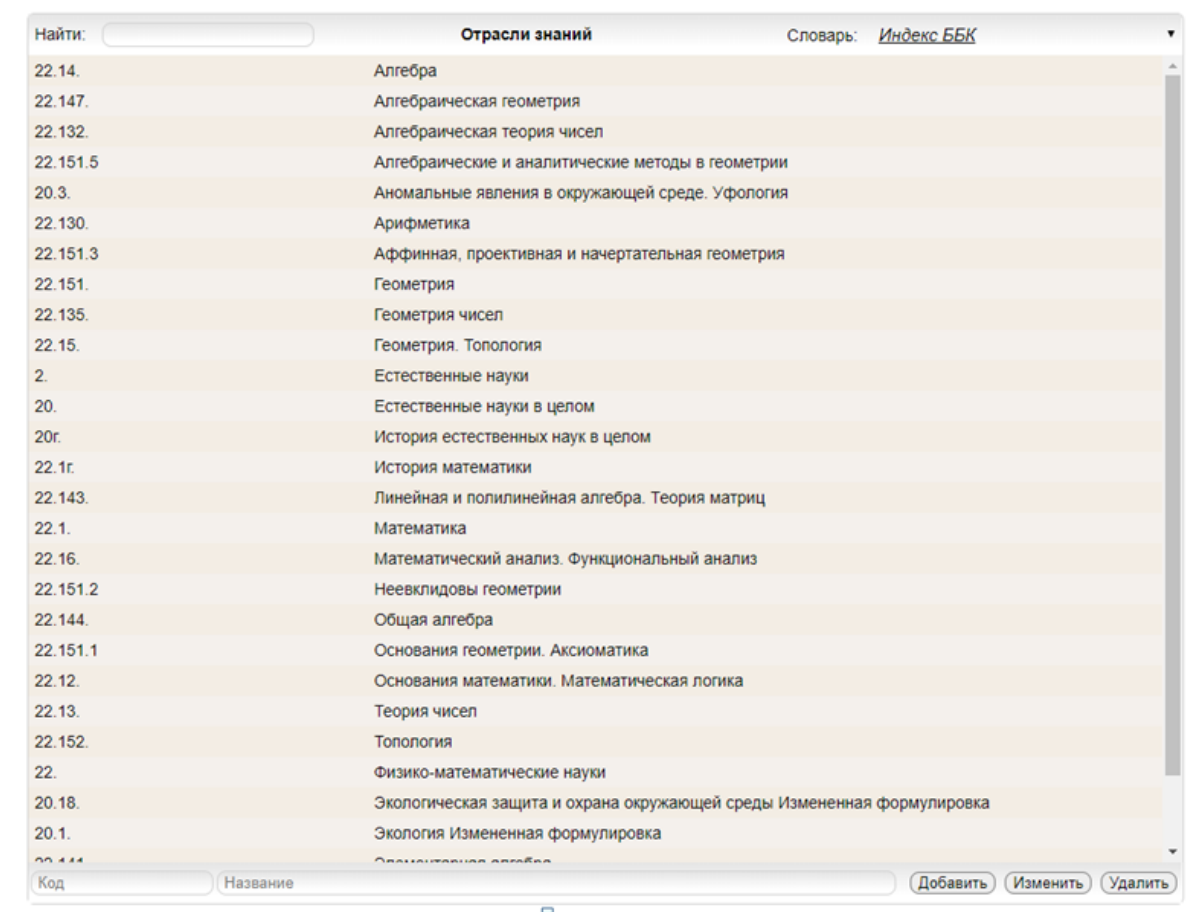 Найти: Отрасли знаний Словарь: Индекс ББК
22.14. Алгебра
22.147. Алгебраическая геометрия
22.132. Алгебраическая теория чисел
22.151.5 Алгебраические и аналитические методы в геометрии
20.3. Аномальные явления в окружающей среде. Уфология
22.130. Арифметика
22.151.3 Аффинная, проективная и начертательная геометрия
22.151. Геометрия
22.135. Геометрия чисел
22.15. Геометрия. Топология
2. Естественные науки
20. Естественные науки в целом
20г. История естественных наук в целом
22.1г. История математики
22.143. Линейная и полилинейная алгебра. Теория матриц
22.1. Математика
22.16. Математический анализ. Функциональный анализ
22.151.2 Неевклидовы геометрии
22.144. Общая алгебра
22.151.1 Основания геометрии. Аксиоматика
22.12. Основания математики. Математическая логика
22.13. Теория чисел
22.152. Топология
22. Физико-математические науки
20.18. Экологическая защита и охрана окружающей среды Измененная формулировка
20.1. Экология Измененная формулировка
22.141 Элементарная алгебра
Код Название Добавить Изменить Удалить